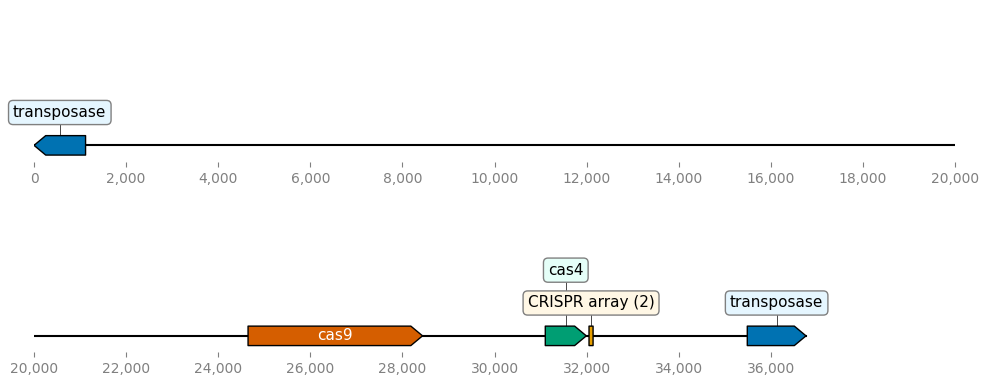 transposase
0 2,000 4,000 6,000 8,000 10,000 12,000 14,000 16,000 18,000 20,000
cas4
CRISPR array (2) transposase
cas9
20,000 22,000 24,000 26,000 28,000 30,000 32,000 34,000 36,000